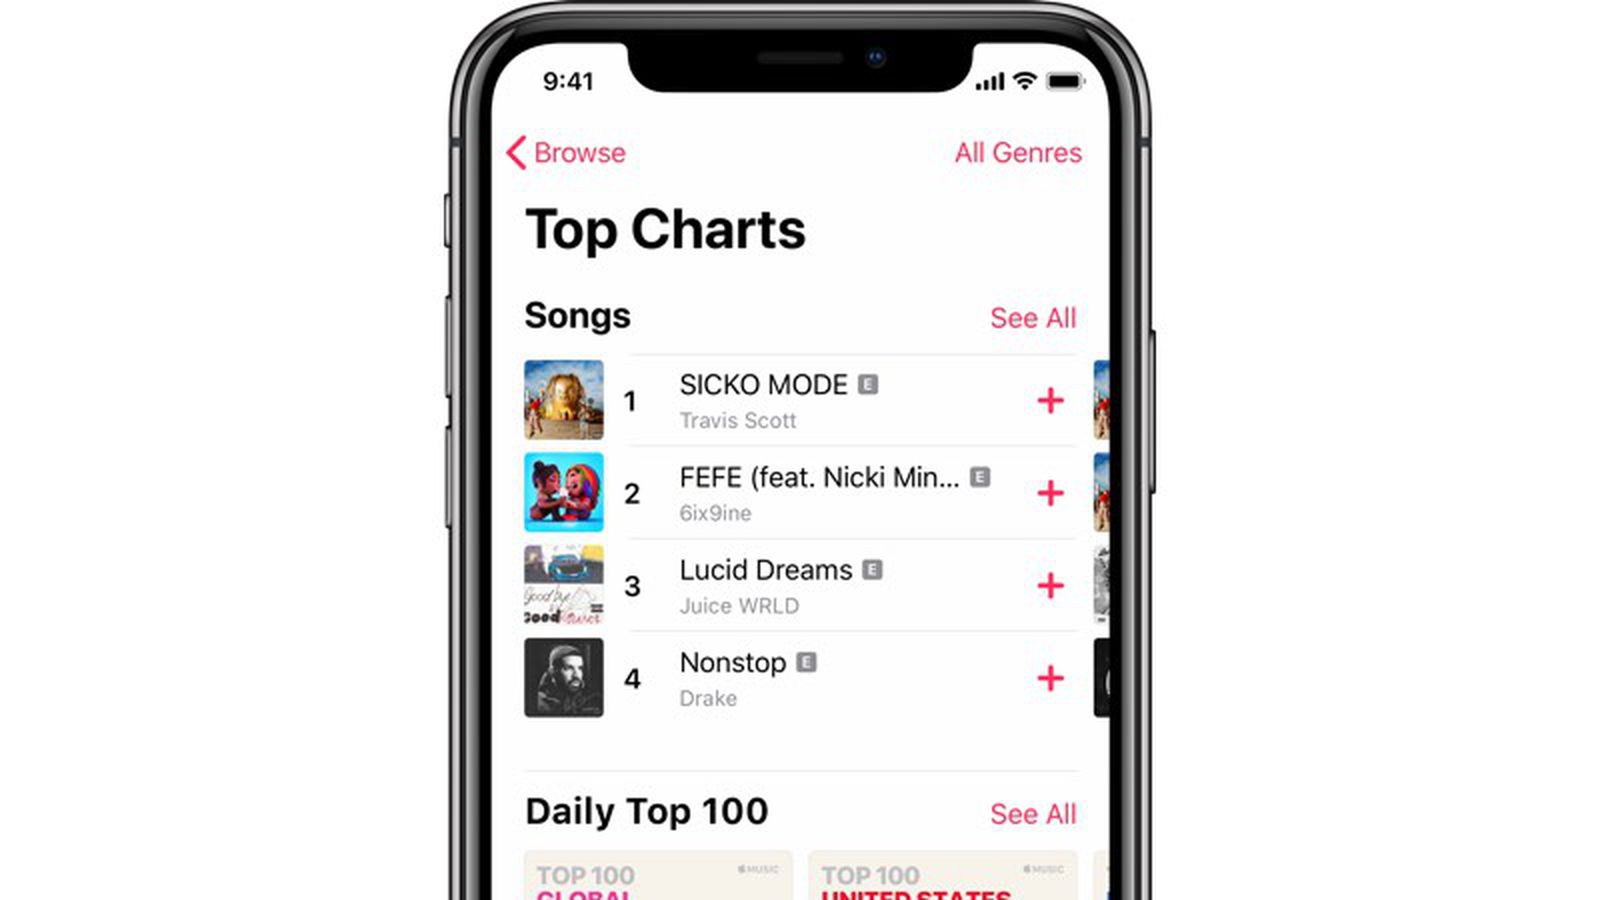 9:41
Browse
All Genres
Top Charts
Songs
See All
1
SICKO MODE E
Travis Scott
2
FEFE (feat. Nicki Min... E
6ix9ine
3
Lucid Dreams E
Juice WRLD
4
Nonstop E
Drake
Daily Top 100
See All
TOP 100
MUSIC
GLOBAL
TOP 100
MUSIC
UNITED STATES